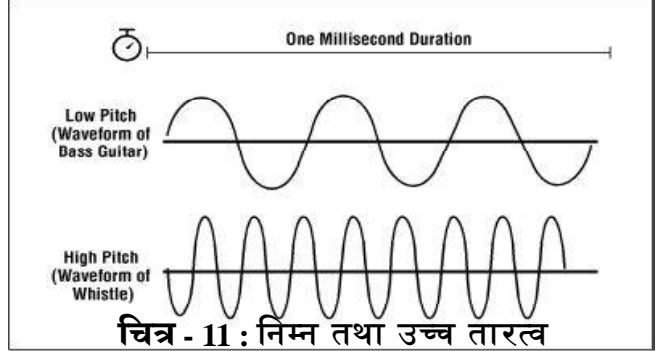 One Millisecond Duration
Low Pitch
(Waveform of
Bass Guitar)
High Pitch
(Waveform of
Whistle)
चित्र - 11 : निम्न तथा उच्च तारत्व